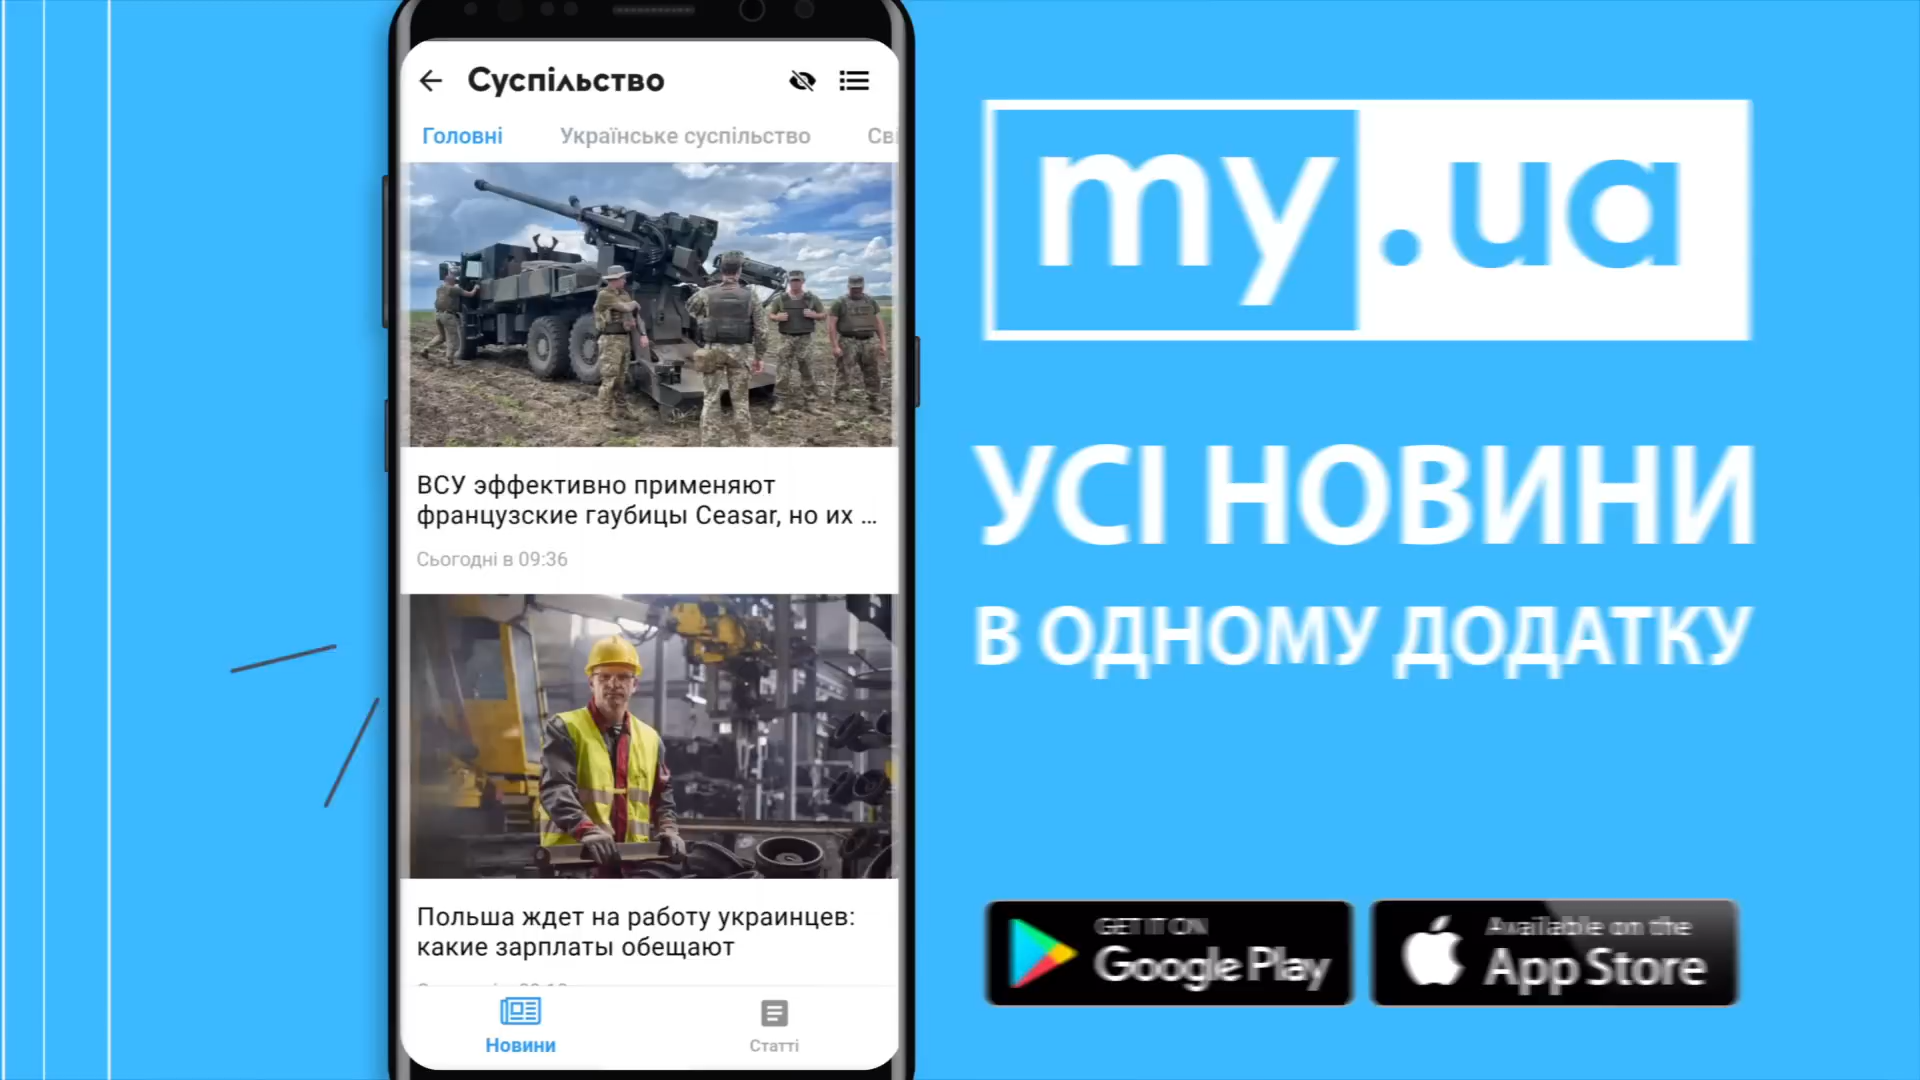 Суспільство
Головні Українське суспільство Сві
ВСУ эффективно применяют
французские гаубицы Ceasar, но их ...
Сьогодні в 09:36
Польша ждет на работу украинцев:
какие зарплаты обещают
Новини Статті
my.ua
УСІ НОВИНИ
В ОДНОМУ ДОДАТКУ
GET IT ON
Google Play
Available on the
App Store